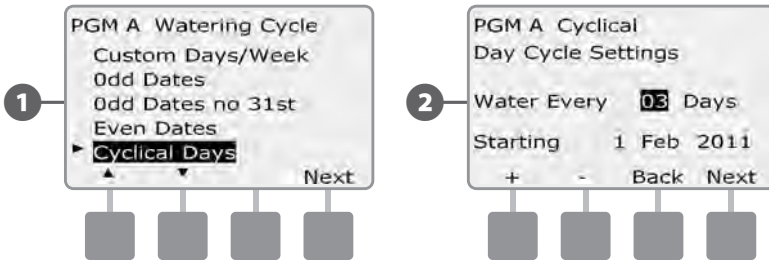 1
PGM A Watering Cycle
Custom Days/Week
Odd Dates
Odd Dates no 31st
Even Dates
Cyclical Days
Next
2
PGM A Cyclical
Day Cycle Settings
Water Every 03 Days
Starting 1 Feb 2011
+ - Back Next